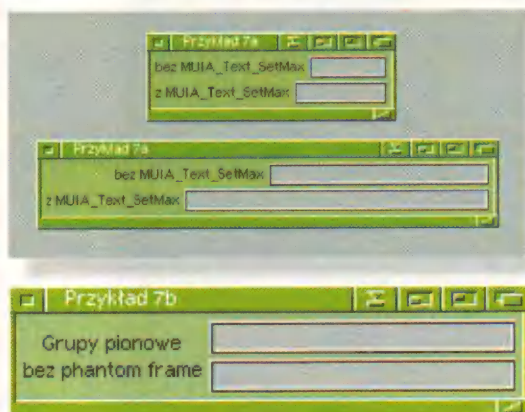 Przykład 7a
bez MUIA_Text_SetMax
z MUIA_Text_SetMax
Przykład 7a
bez MUIA_Text_SetMax
z MUIA_Text_SetMax
Przykład 7b
Grupy pionowe
bez phantom frame